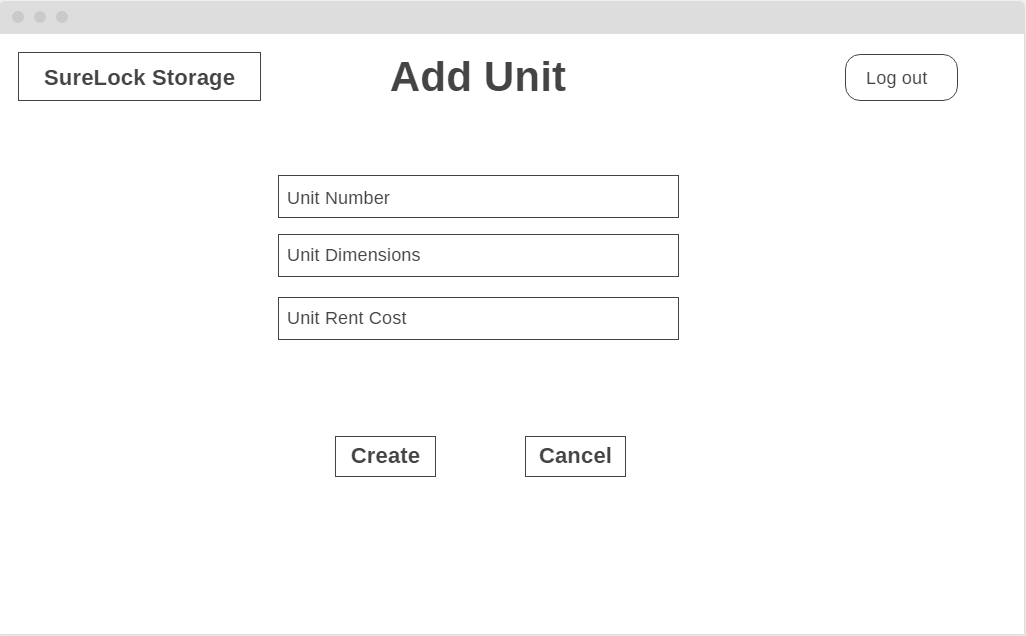 SureLock Storage
Add Unit
Log out
Unit Number
Unit Dimensions
Unit Rent Cost
Create
Cancel